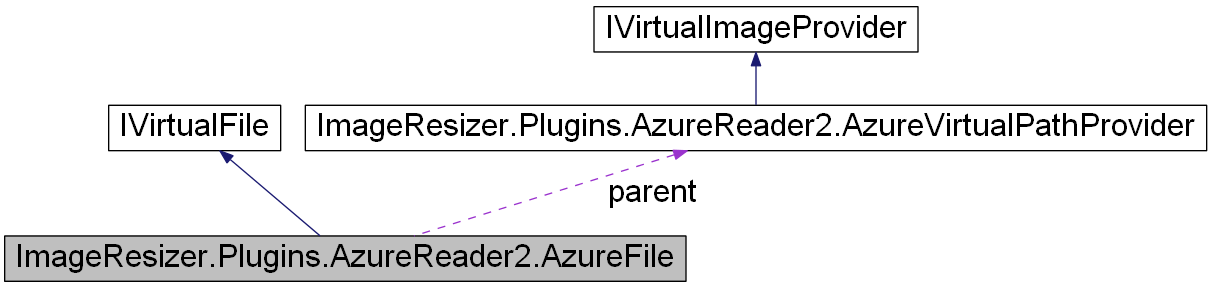 IVirtualImageProvider
IVirtualFile
ImageResizer.Plugins.AzureReader2.AzureVirtualPathProvider
parent
ImageResizer.Plugins.AzureReader2.AzureFile